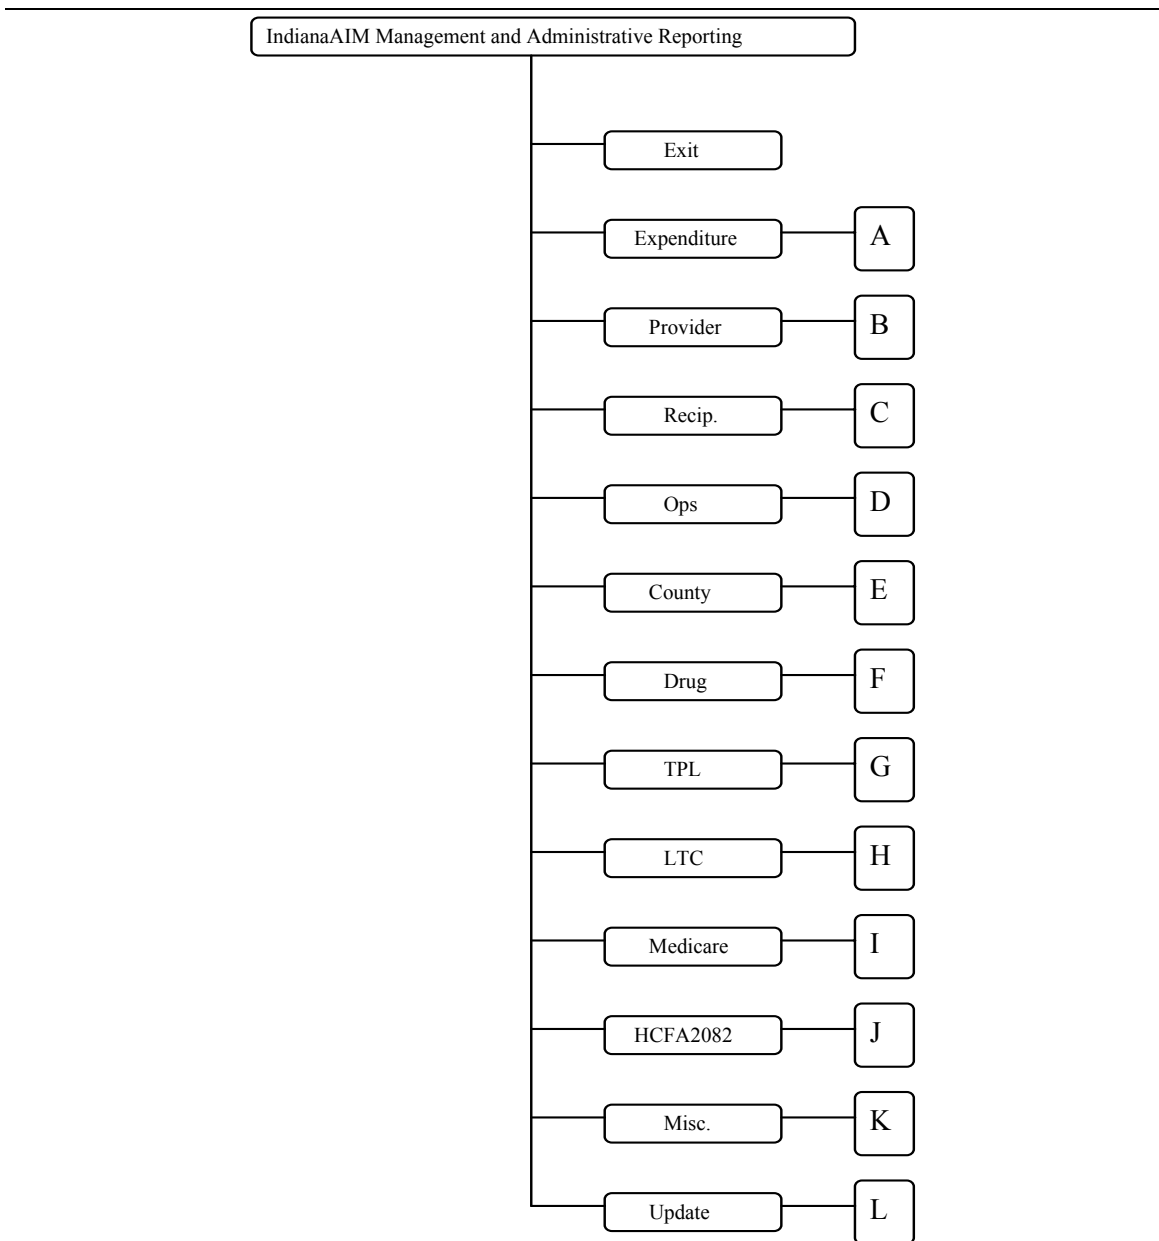 IndianaAIM Management and Administrative Reporting
Exit
Expenditure A
Provider B
Recip. C
Ops D
County E
Drug F
TPL G
LTC H
Medicare I
HCFA2082 J
Misc. K
Update L